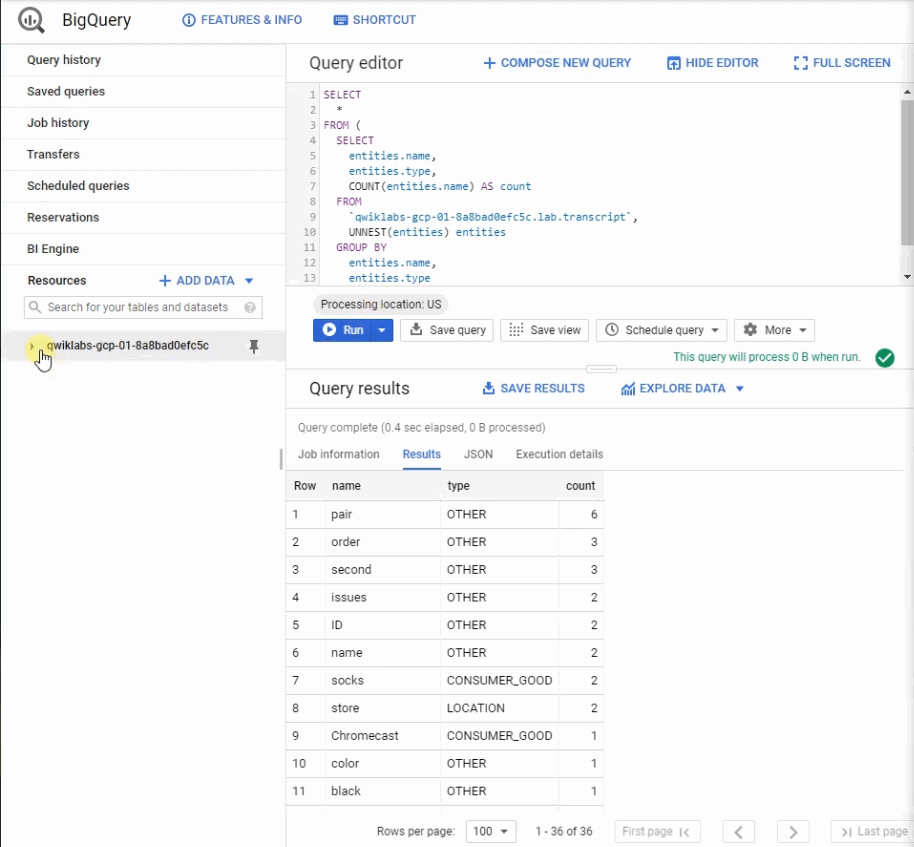 BigQuery
FEATURES & INFO
SHORTCUT
Query history
Saved queries
Job history
Transfers
Scheduled queries
Reservations
BI Engine
Resources
+ ADD DATA
Search for your tables and datasets
qwiklabs-gcp-01-8a8bad0efc5c
Query editor
+ COMPOSE NEW QUERY
HIDE EDITOR
FULL SCREEN
1 SELECT
2 *
3 FROM (
4 SELECT
5 entities.name,
6 entities.type,
7 COUNT(entities.name) AS count
8 FROM
9 `qwiklabs-gcp-01-8a8bad0efc5c.lab.transcript`,
10 UNNEST(entities) entities
11 GROUP BY
12 entities.name,
13 entities.type
Processing location: US
Run
Save query
Save view
Schedule query
More
This query will process 0 B when run.
Query results
SAVE RESULTS
EXPLORE DATA
Query complete (0.4 sec elapsed, 0 B processed)
Job information Results JSON Execution details
Row name type count
1 pair OTHER 6
2 order OTHER 3
3 second OTHER 3
4 issues OTHER 2
5 ID OTHER 2
6 name OTHER 2
7 socks CONSUMER_GOOD 2
8 store LOCATION 2
9 Chromecast CONSUMER_GOOD 1
10 color OTHER 1
11 black OTHER 1
Rows per page: 100 1 - 36 of 36 First page Last page